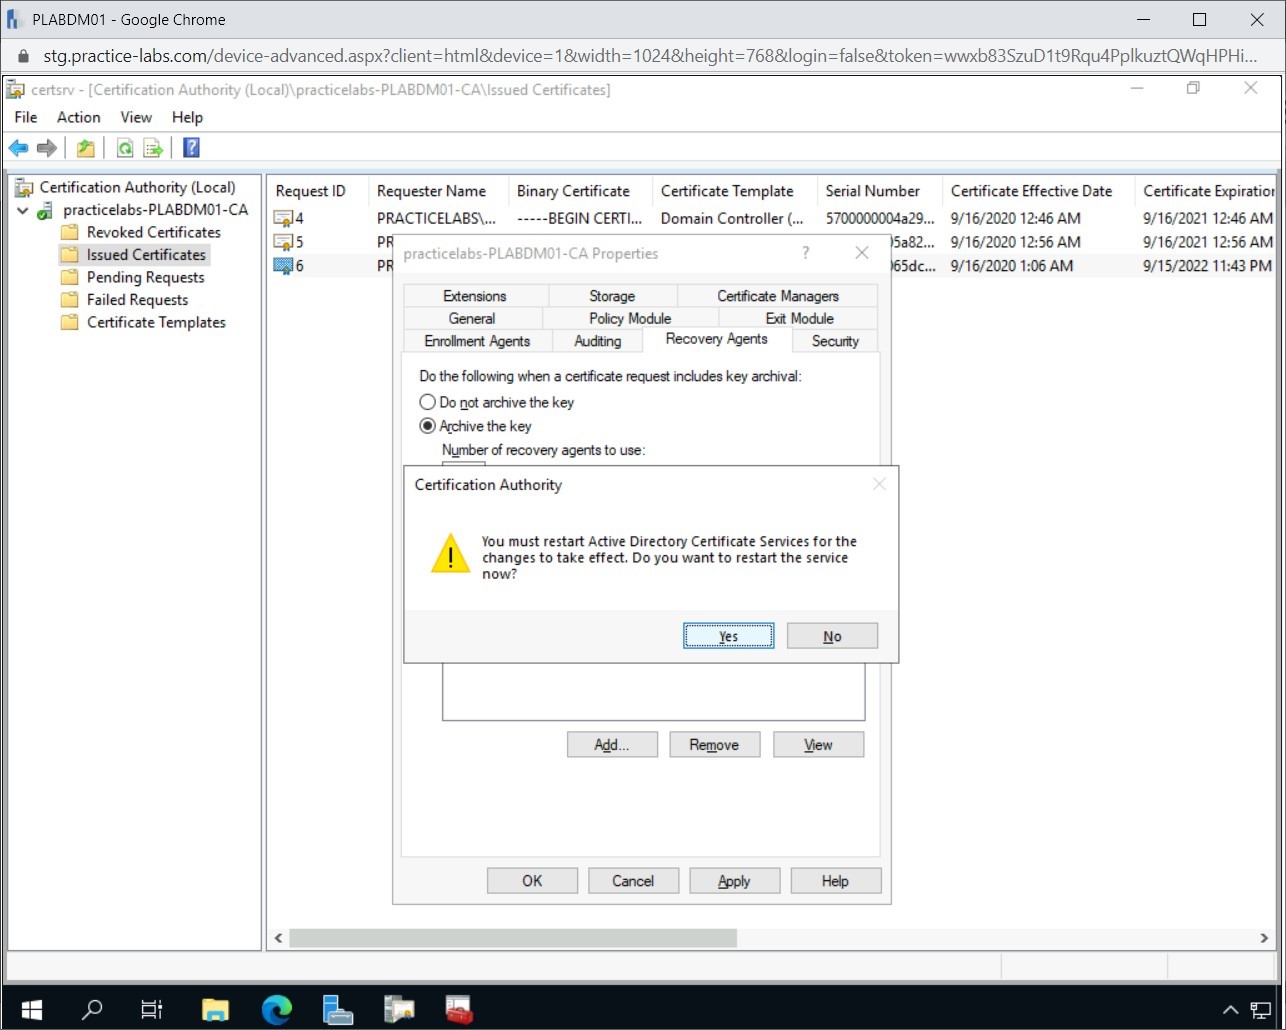 PLABDM01 - Google Chrome
stg.practice-labs.com/device-advanced.aspx?client=html&device=1&width=1024&height=768&login=false&token=wwxb83SzuD1t9Rqu4PplkuztQWqHPHi...
certsrv - [Certification Authority (Local)\practicelabs-PLABDM01-CA\Issued Certificates]
File Action View Help
Certification Authority (Local)
practicelabs-PLABDM01-CA
Revoked Certificates
Issued Certificates
Pending Requests
Failed Requests
Certificate Templates
Request ID Requester Name Binary Certificate Certificate Template Serial Number Certificate Effective Date Certificate Expiration
4 PRACTICELABS\... -----BEGIN CERTI... Domain Controller (... 5700000004a29... 9/16/2020 12:46 AM 9/16/2021 12:46 AM
5 PR 05a82... 9/16/2020 12:56 AM 9/16/2021 12:56 AM
6 PR 065dc... 9/16/2020 1:06 AM 9/15/2022 11:43 PM
practicelabs-PLABDM01-CA Properties
Extensions Storage Certificate Managers
General Policy Module Exit Module
Enrollment Agents Auditing Recovery Agents Security
Do the following when a certificate request includes key archival:
Do not archive the key
Archive the key
Number of recovery agents to use:
Certification Authority
You must restart Active Directory Certificate Services for the
changes to take effect. Do you want to restart the service
now?
Yes No
Add... Remove View
OK Cancel Apply Help